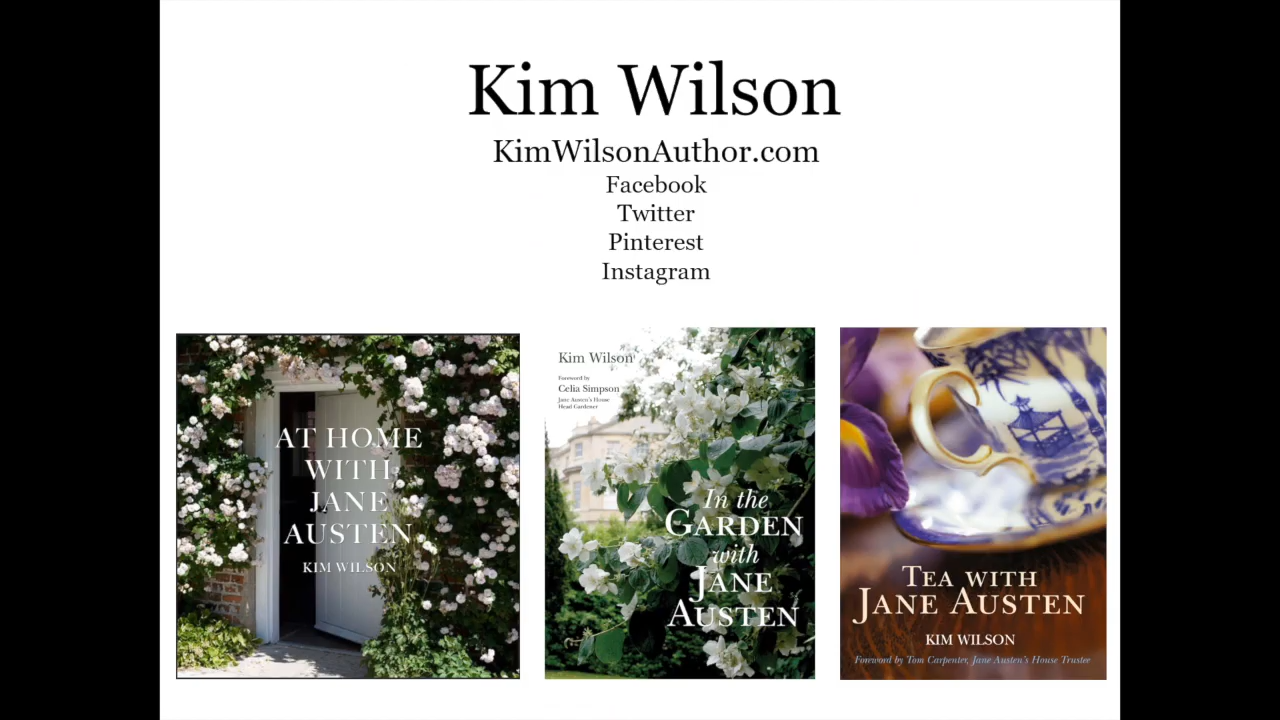 Kim Wilson
KimWilsonAuthor.com
Facebook
Twitter
Pinterest
Instagram
AT HOME
WITH
JANE
AUSTEN
KIM WILSON
Kim Wilson
Foreword by
Celia Simpson
Jane Austen's House
Head Gardener
In the
GARDEN
with
JANE
AUSTEN
TEA WITH
JANE AUSTEN
KIM WILSON
Foreword by Tom Carpenter, Jane Austen's House Trustee